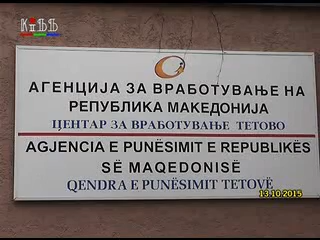 КТВБ
АГЕНЦИЈА ЗА ВРАБОТУВАЊЕ НА
РЕПУБЛИКА МАКЕДОНИЈА
ЦЕНТАР ЗА ВРАБОТУВАЊЕ ТЕТОВО
AGJENCIA E PUNËSIMIT E REPUBLIKËS
SË MAQEDONISË
QENDRA E PUNËSIMIT TETOVË
13.10.2015